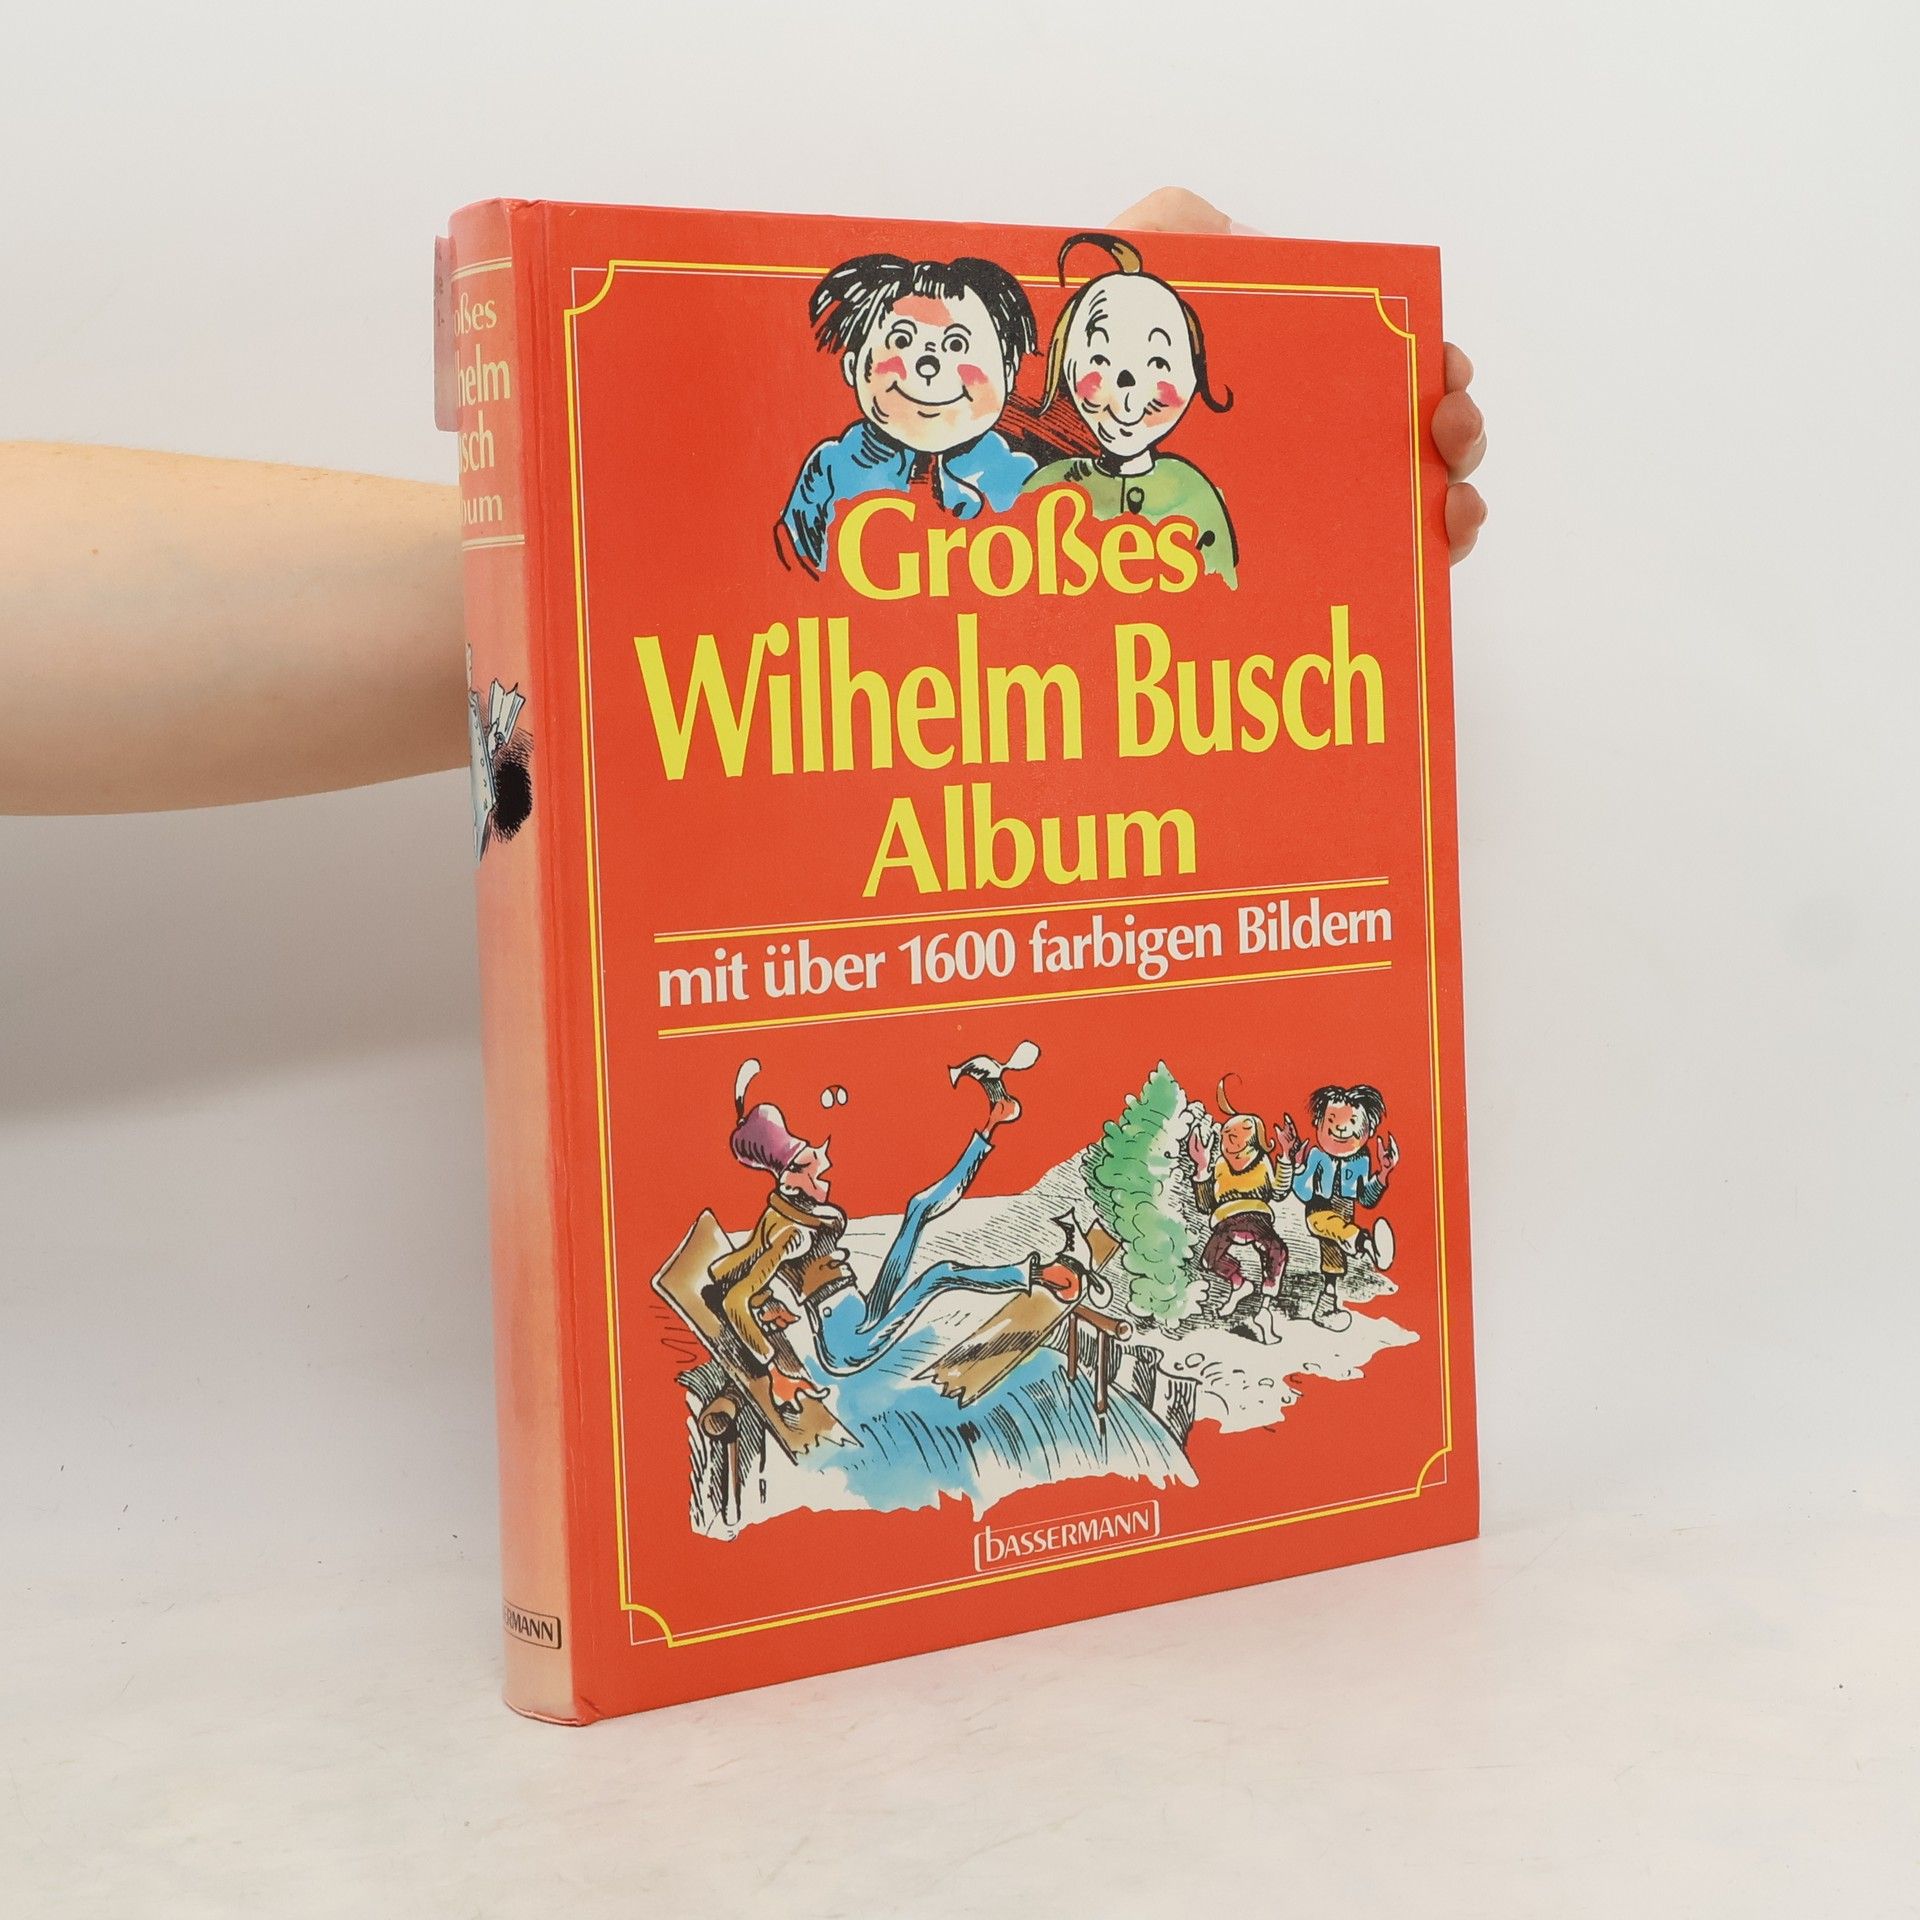 Großes
Wilhelm Busch
Album
mit über 1600 farbigen Bildern
bASSERMANN